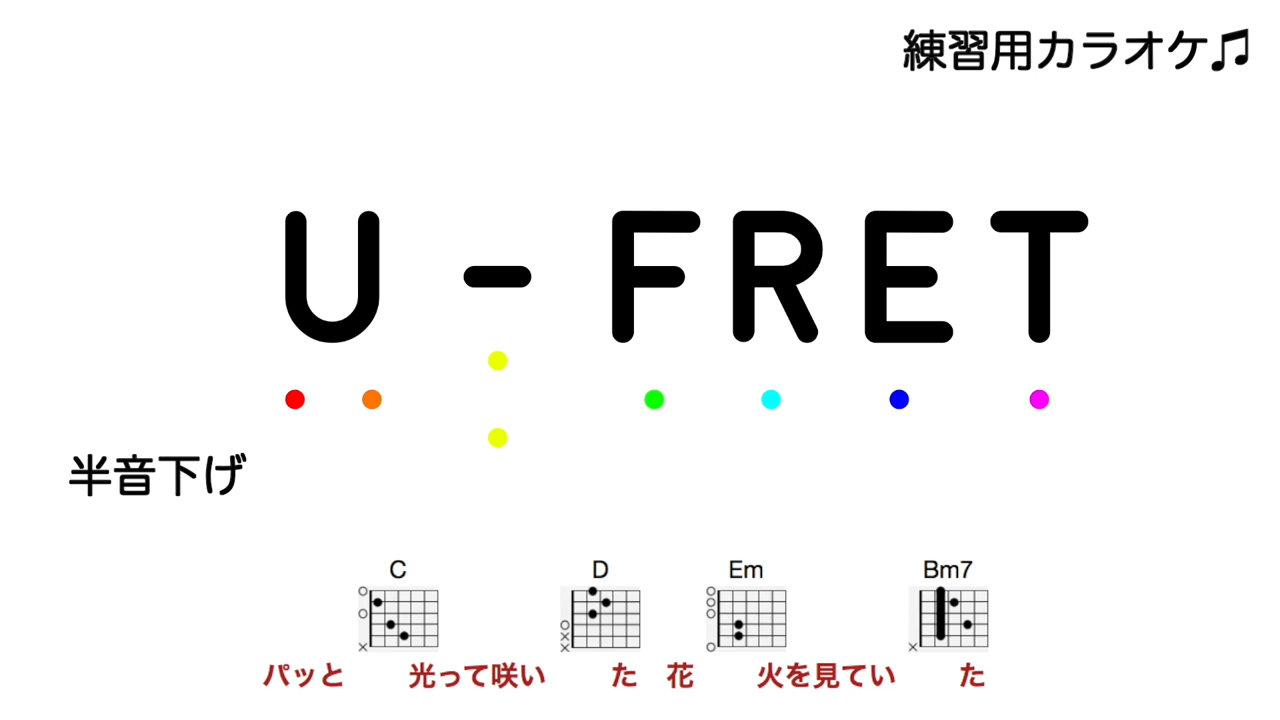 練習用カラオケ♫
U - FRET
半音下げ
C D Em Bm7
パッと 光って咲い た 花 火を見てい た